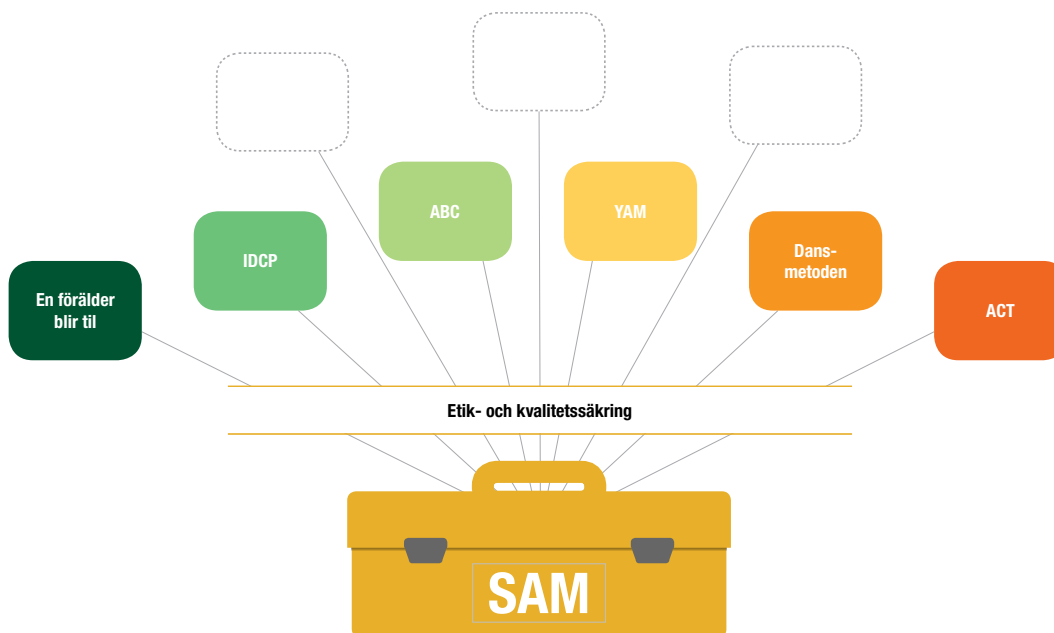 ABC
YAM
IDCP
Dans-
metoden
En förälder
blir til
ACT
Etik- och kvalitetssäkring
SAM